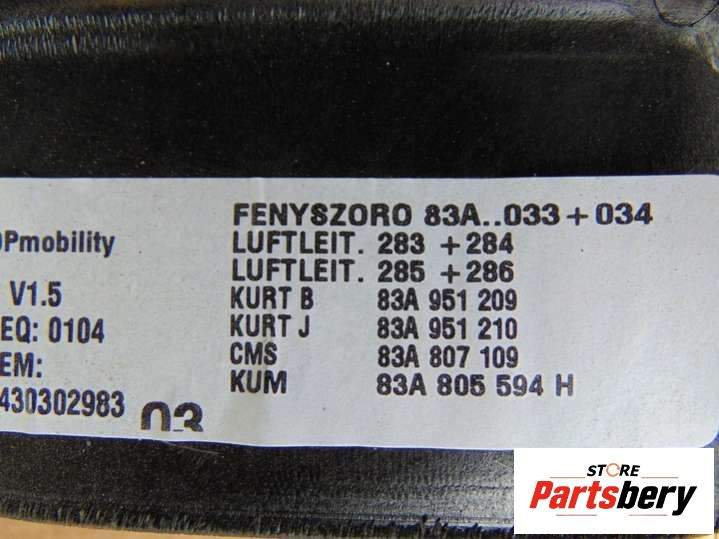 FENYSZORO 83A..033 + 034
LUFTLEIT. 283 + 284
LUFTLEIT. 285 + 286
KURT B 83A 951 209
KURT J 83A 951 210
CMS 83A 807 109
KUM 83A 805 594 H
Pmobility
V1.5
EQ: 0104
EM:
430302983
03
STORE
Partsbery